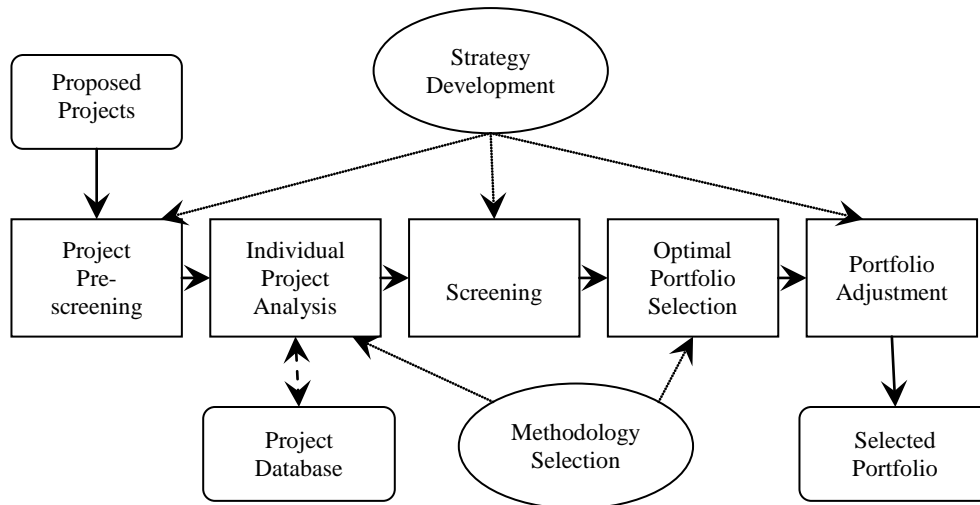 Strategy
Development
Proposed
Projects
Project
Pre-
screening
Individual
Project
Analysis
Screening
Optimal
Portfolio
Selection
Portfolio
Adjustment
Project
Database
Methodology
Selection
Selected
Portfolio